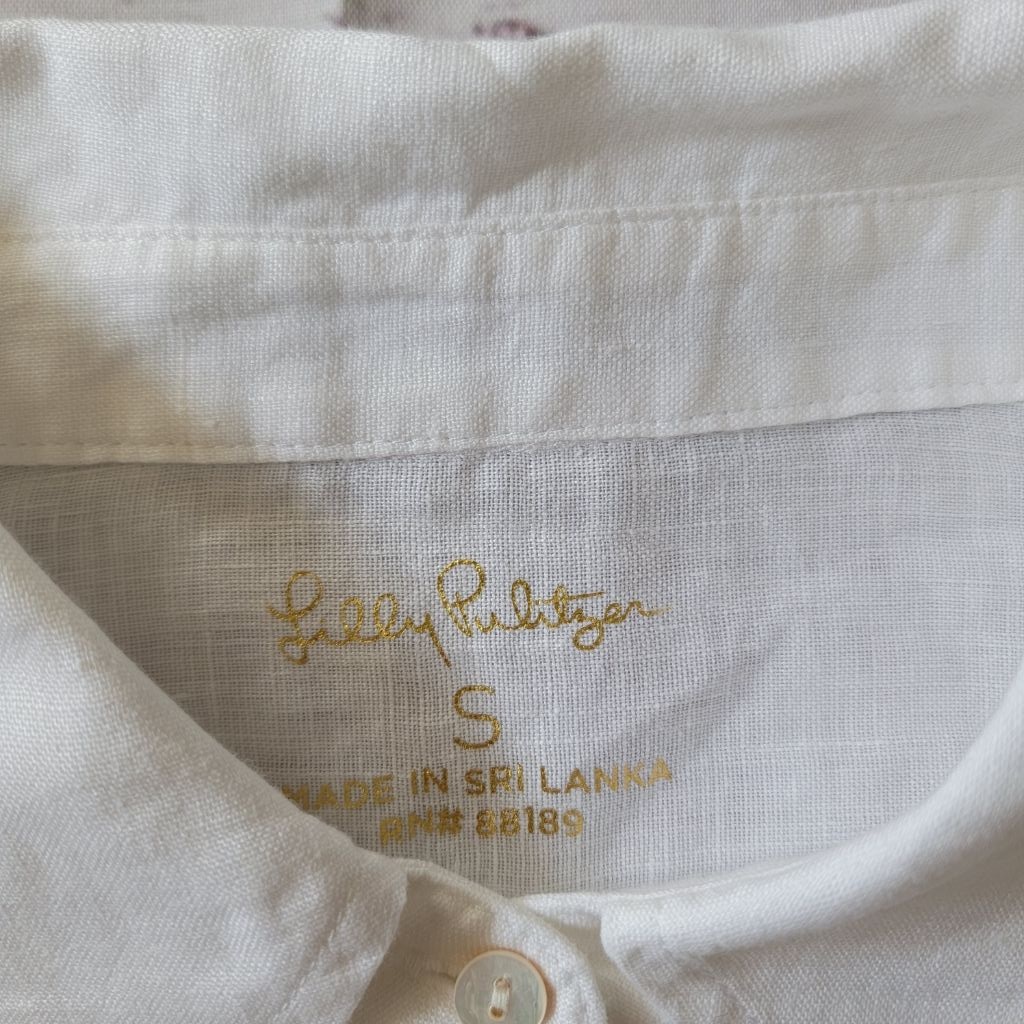 Lilly Pulitzer
S
MADE IN SRI LANKA
RN# 88189